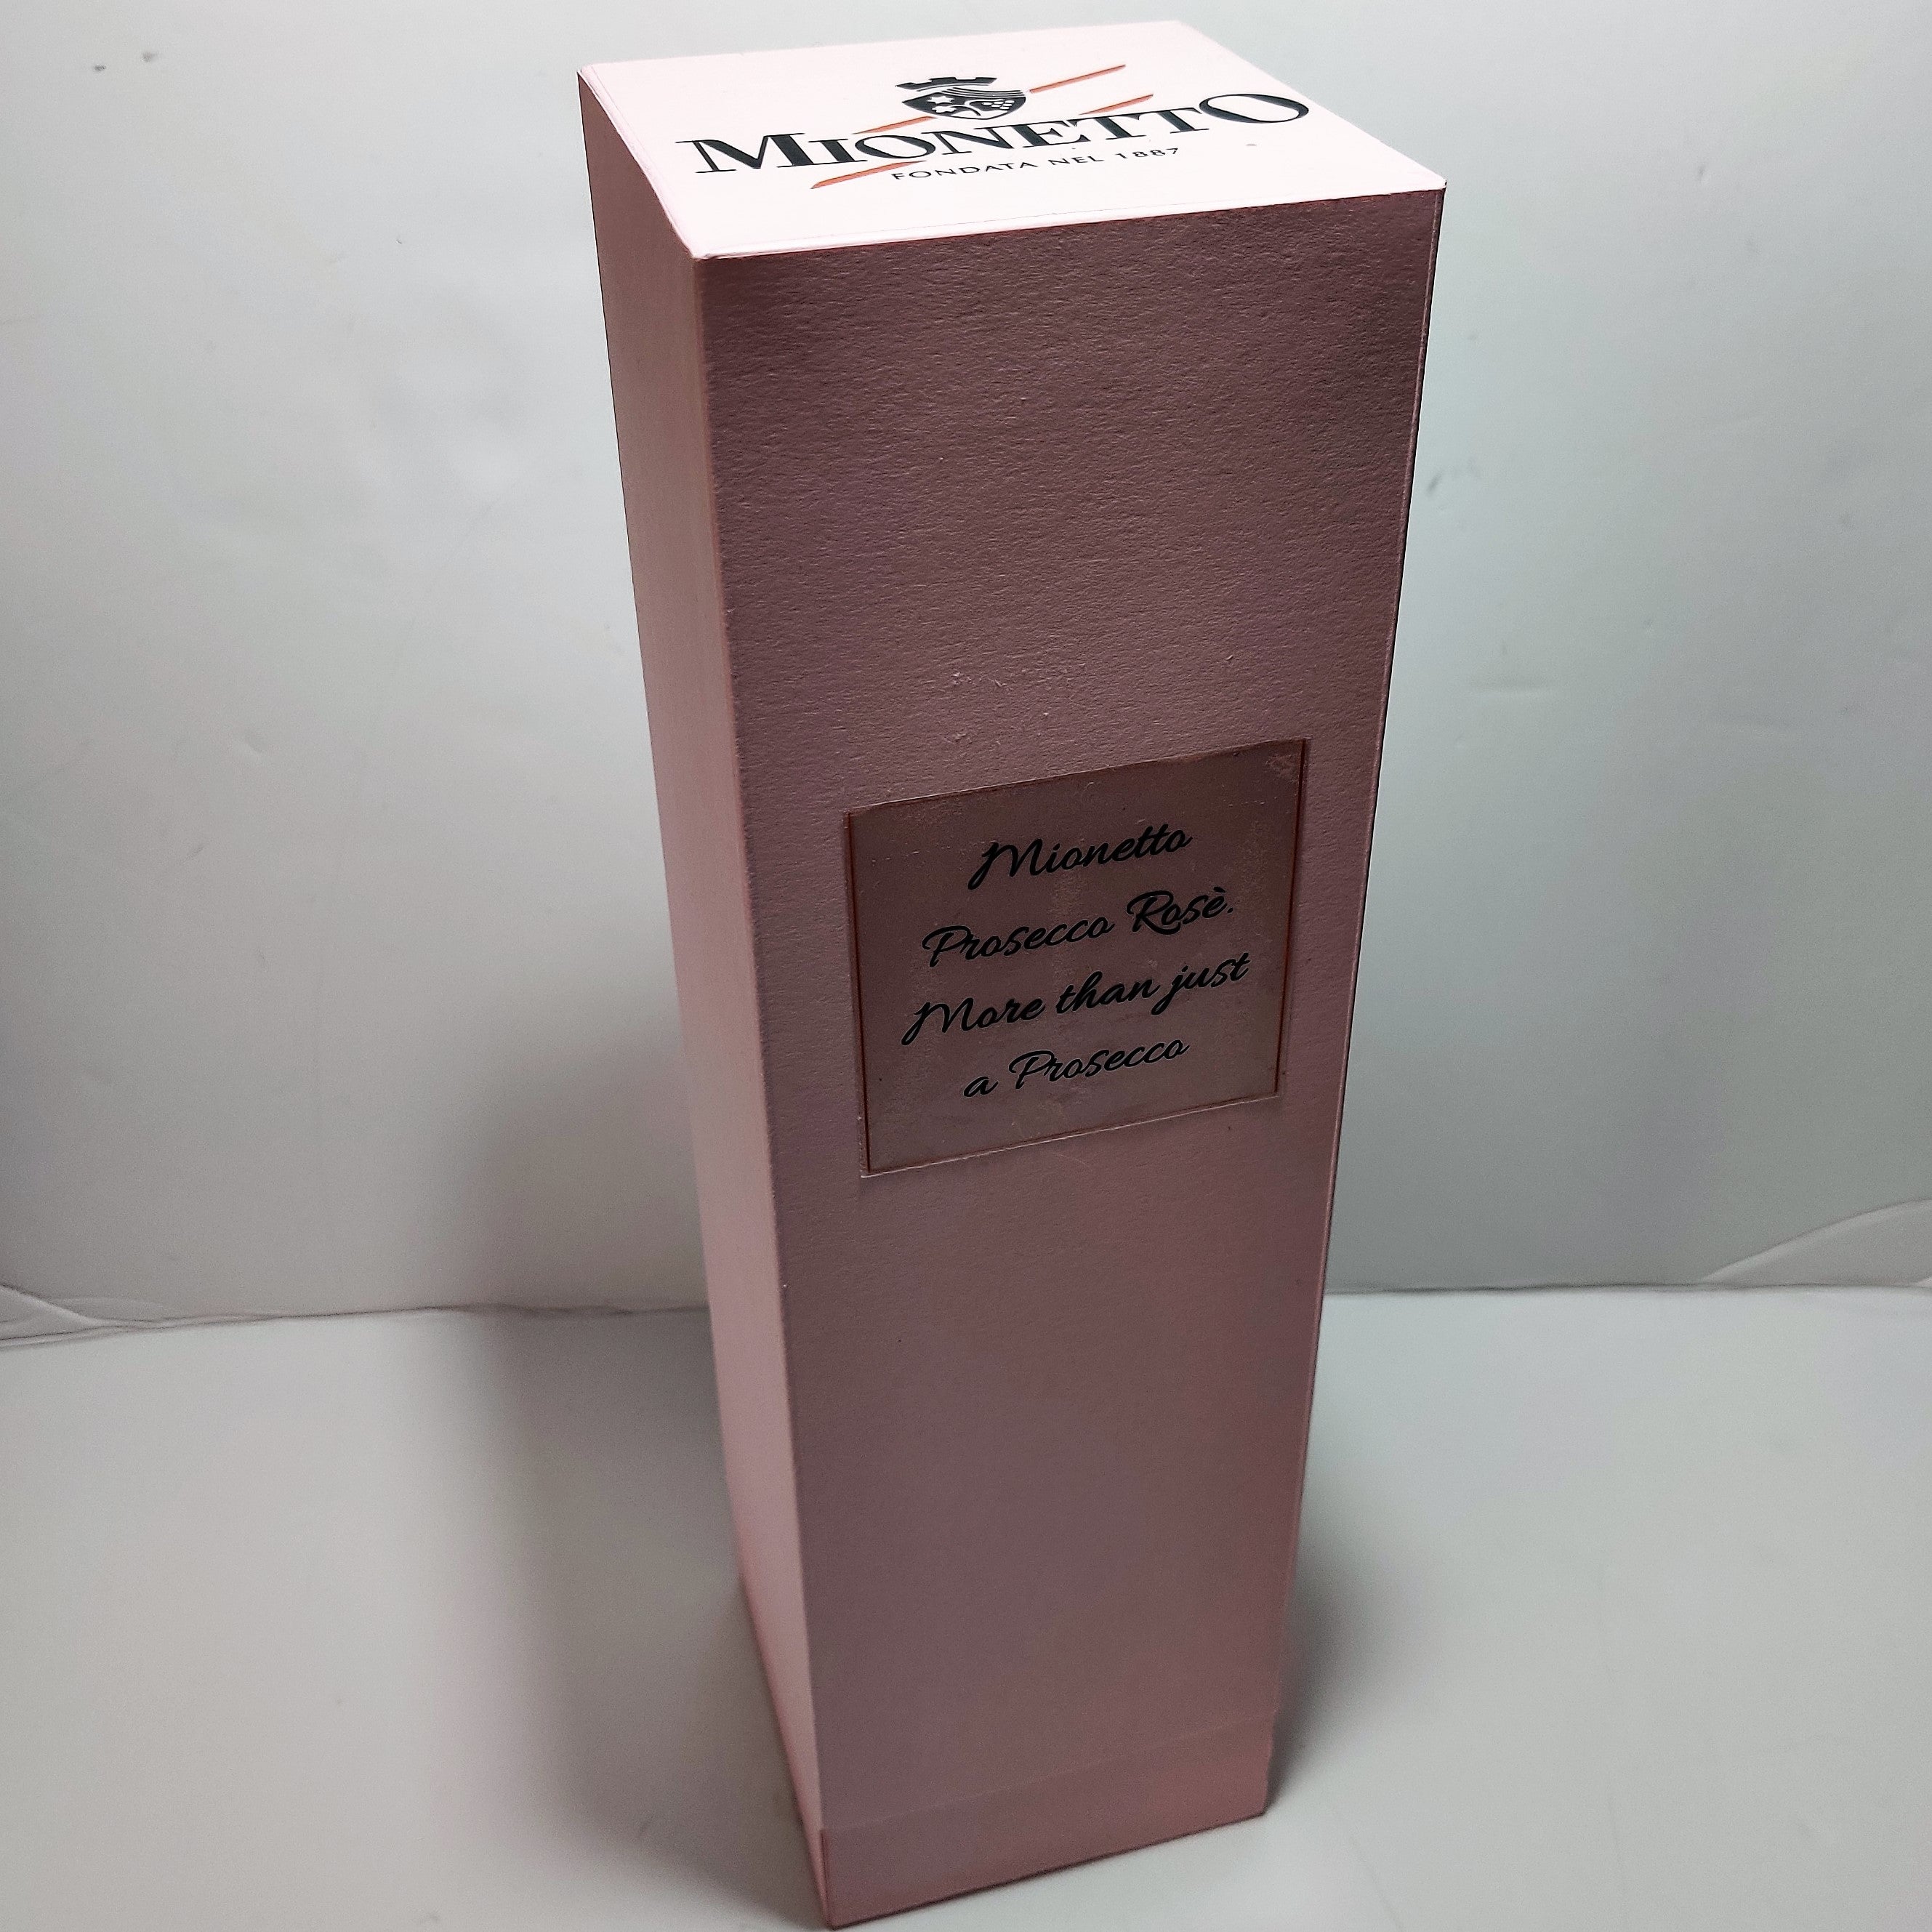 MIONETTO
FONDATA NEL 1887
Mionetto
Prosecco Rosè.
More than just
a Prosecco